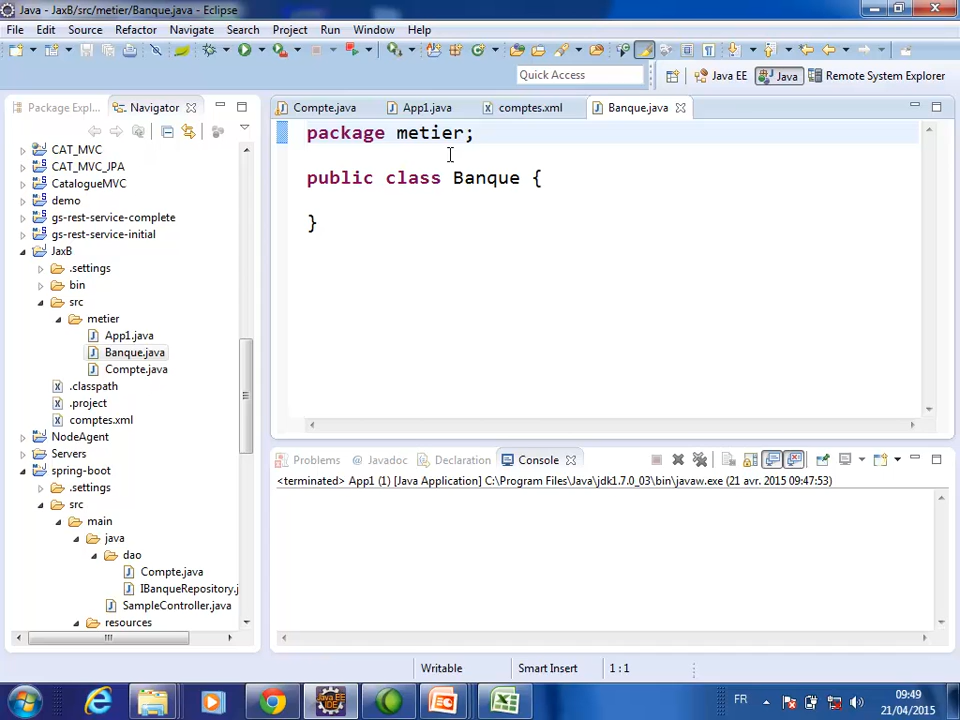 Java - JaxB/src/metier/Banque.java - Eclipse
File Edit Source Refactor Navigate Search Project Run Window Help
Quick Access
Java EE Java Remote System Explorer
Package Expl... Navigator
Compte.java App1.java comptes.xml Banque.java
CAT_MVC
CAT_MVC_JPA
CatalogueMVC
demo
gs-rest-service-complete
gs-rest-service-initial
JaxB
.settings
bin
src
metier
App1.java
Banque.java
Compte.java
.classpath
.project
comptes.xml
NodeAgent
Servers
spring-boot
.settings
src
main
java
dao
Compte.java
IBanqueRepository.j
SampleController.java
resources
package metier;
public class Banque {
}
Problems Javadoc Declaration Console
<terminated> App1 (1) [Java Application] C:\Program Files\Java\jdk1.7.0_03\bin\javaw.exe (21 avr. 2015 09:47:53)
Writable Smart Insert 1 : 1
Java EE
IDE
FR
09:49
21/04/2015